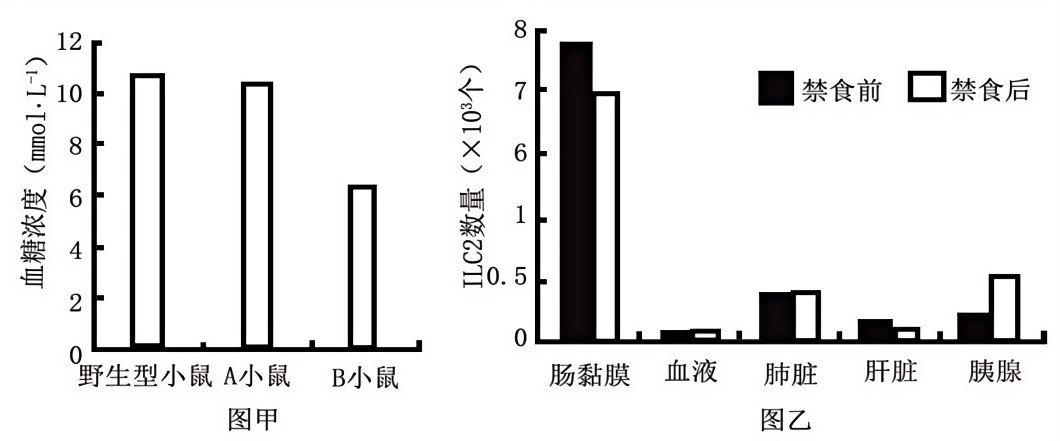 血糖浓度（mmol·L⁻¹）
12
10
8
6
4
2
0
野生型小鼠 A小鼠 B小鼠
图甲
ILC2数量（×10³个）
8
7
6
1
0.5
0
禁食前 禁食后
肠黏膜 血液 肺脏 肝脏 胰腺
图乙